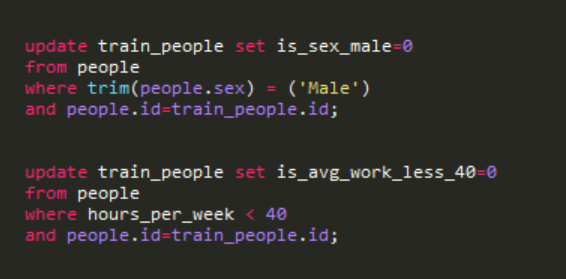 update train_people set is_sex_male=0
from people
where trim(people.sex) = ('Male')
and people.id=train_people.id;
update train_people set is_avg_work_less_40=0
from people
where hours_per_week < 40
and people.id=train_people.id;